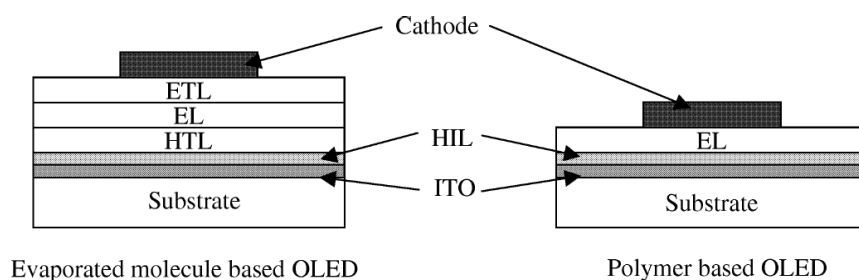 Cathode
ETL
EL
HTL
HIL
EL
ITO
Substrate
Substrate
Evaporated molecule based OLED
Polymer based OLED